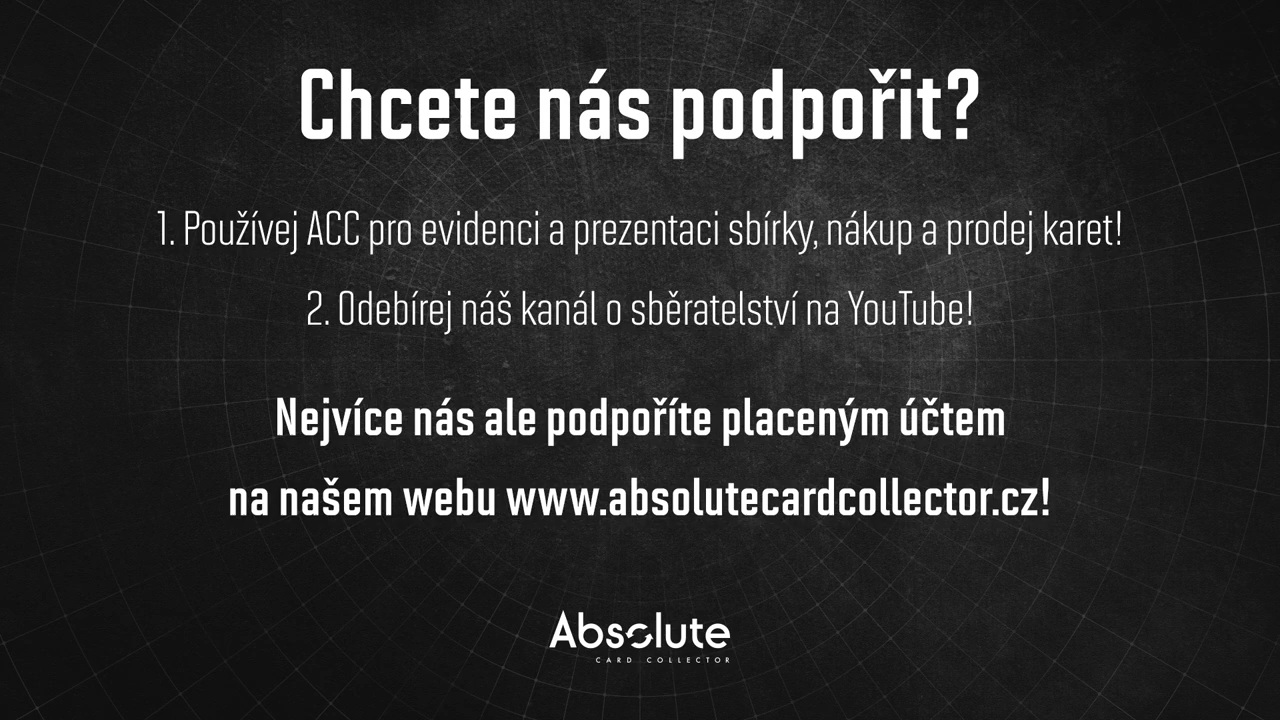 Chcete nás podpořit?
1. Používej ACC pro evidenci a prezentaci sbírky, nákup a prodej karet!
2. Odebírej náš kanál o sběratelství na YouTube!
Nejvíce nás ale podpoříte placeným účtem
na našem webu www.absolutecardcollector.cz!
Absolute
CARD COLLECTOR